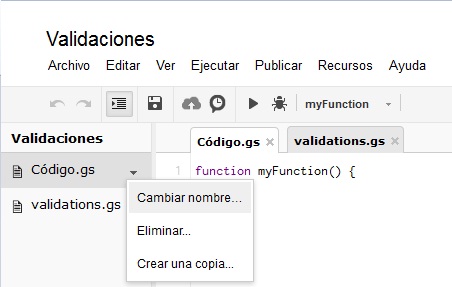 Validaciones
Archivo Editar Ver Ejecutar Publicar Recursos Ayuda
myFunction
Validaciones
Código.gs
validations.gs
Código.gs validations.gs
1 function myFunction() {
Cambiar nombre...
Eliminar...
Crear una copia...